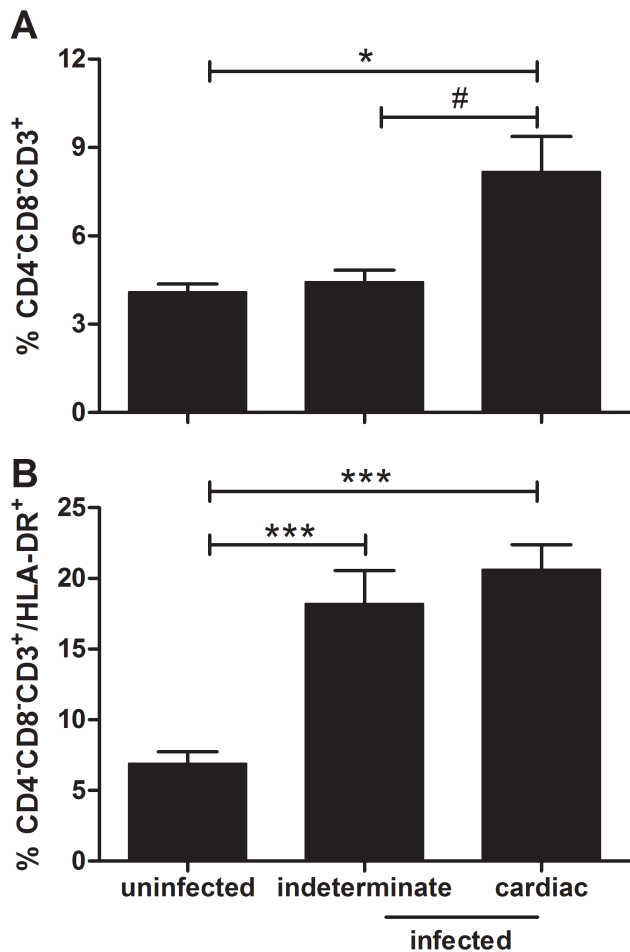 A
% CD4⁻CD8⁻CD3⁺
12
9
6
3
0
*
#
B
% CD4⁻CD8⁻CD3⁺/HLA-DR⁺
25
20
15
10
5
0
***
***
uninfected indeterminate cardiac
infected